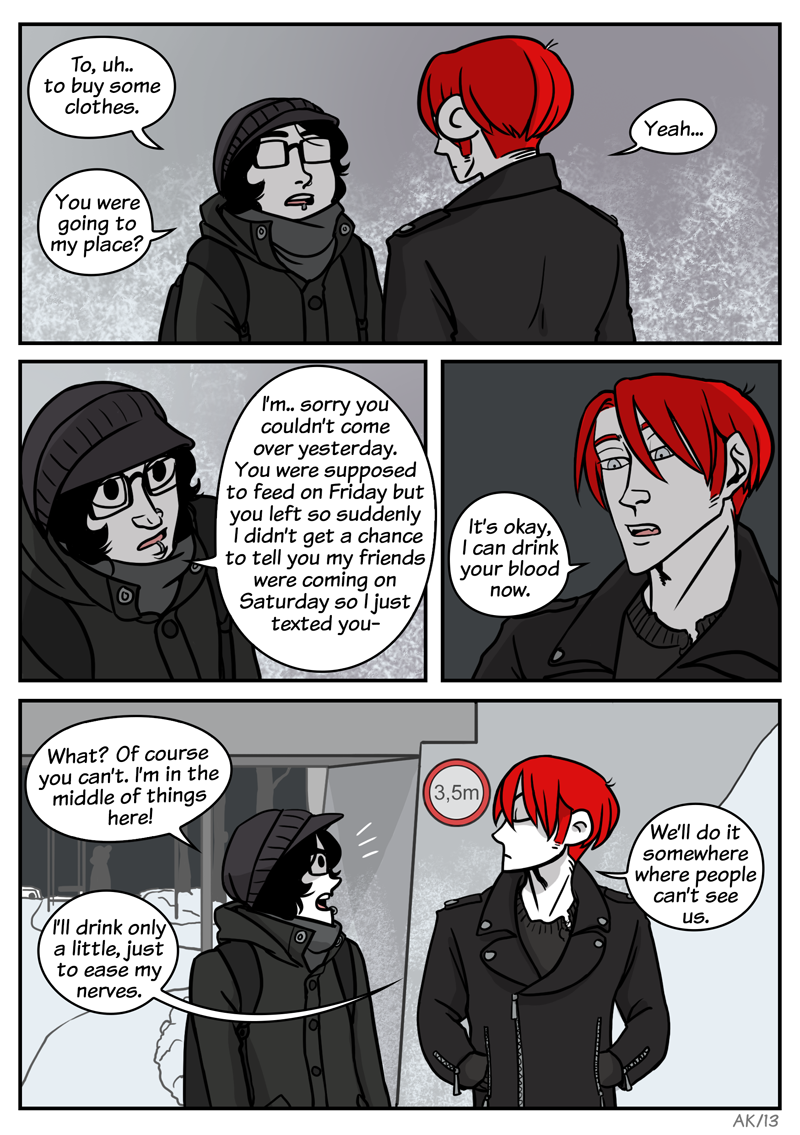 To, uh..
to buy some
clothes.
Yeah...
You were
going to
my place?
I'm.. sorry you
couldn't come
over yesterday.
You were supposed
to feed on Friday but
you left so suddenly
I didn't get a chance
to tell you my friends
were coming on
Saturday so I just
texted you-
It's okay,
I can drink
your blood
now.
What? Of course
you can't. I'm in the
middle of things
here!
3,5m
We'll do it
somewhere
where people
can't see
us.
I'll drink only
a little, just
to ease my
nerves.
AK/13